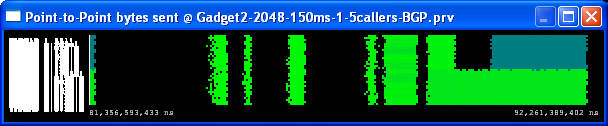 Point-to-Point bytes sent @ Gadget2-2048-150ms-1-5callers-BGP.prv
81,356,593,433 ns
92,261,389,402 ns